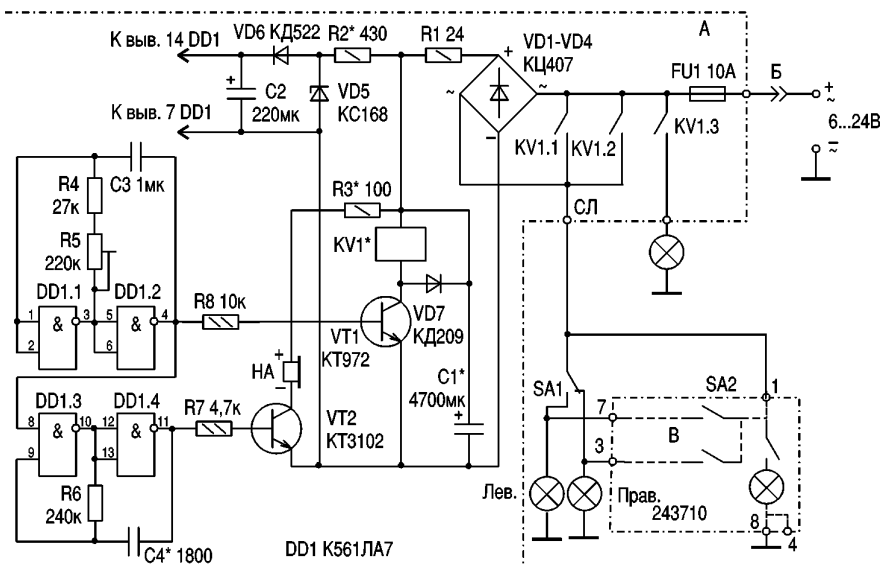 А
К выв. 14 DD1
VD6 КД522
R2* 430
R1 24
+
VD1-VD4
КЦ407
FU1 10А
Б
+
~
6...24В
−
~
+
C2
220мк
VD5
КС168
~
~
−
К выв. 7 DD1
KV1.1
KV1.2
KV1.3
C3 1мк
R4
27к
R3* 100
СЛ
R5
220к
KV1*
DD1.1
DD1.2
R8 10к
VD7
КД209
1
2
&
3
5
6
&
4
VT1
КТ972
HA
+
−
C1*
4700мк
+
SA1
SA2
1
DD1.3
DD1.4
R7 4,7к
7
8
9
&
10
12
13
&
11
VT2
КТ3102
В
3
R6
240к
Лев.
Прав.
243710
8
4
C4* 1800
DD1 К561ЛА7